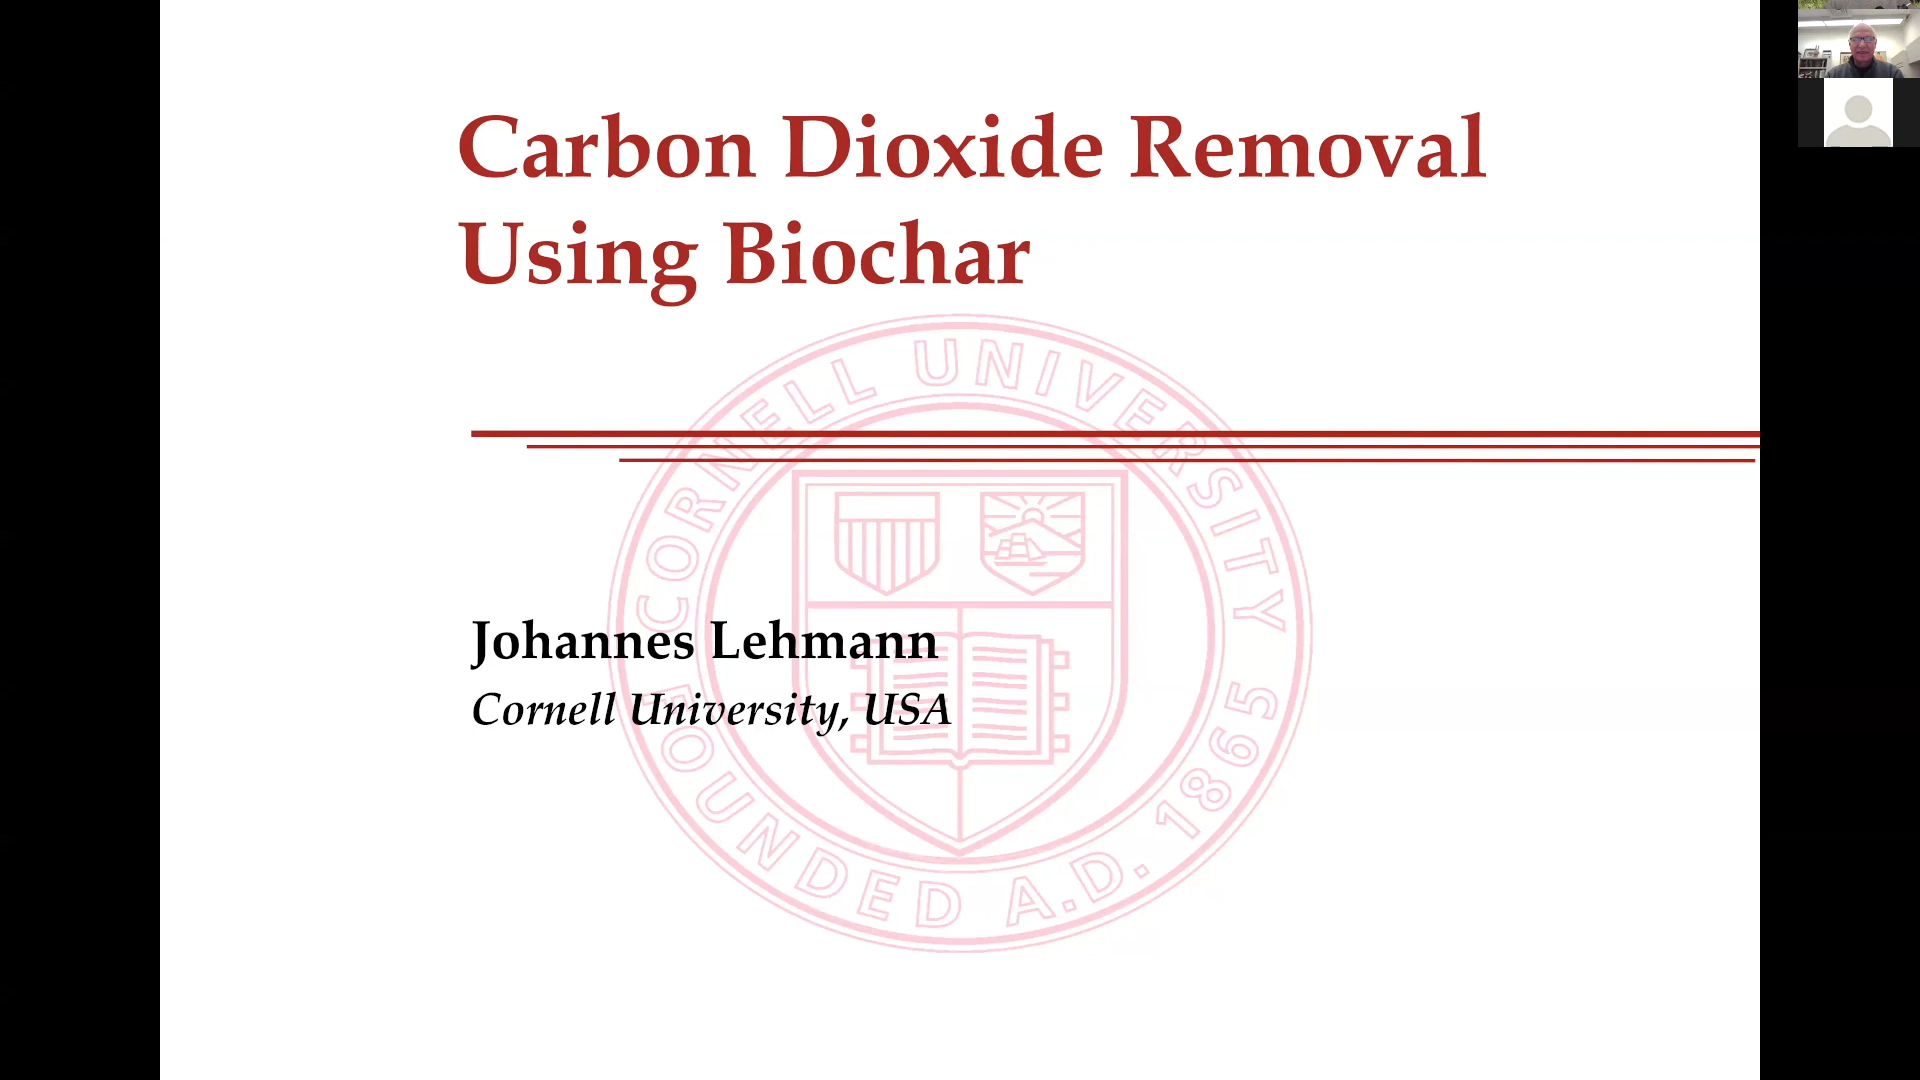 Carbon Dioxide Removal
Using Biochar
CORNELL UNIVERSITY
Johannes Lehmann
Cornell University, USA
FOUNDED A.D. 1865